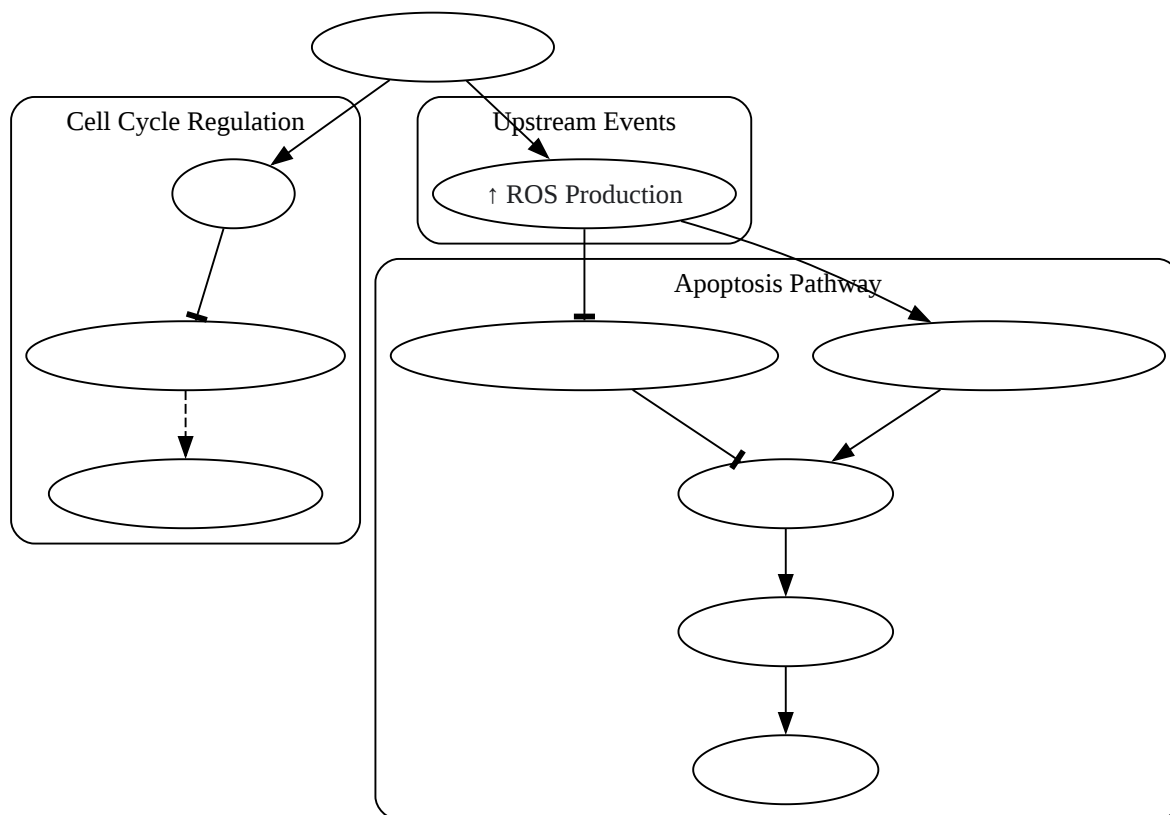 Cell Cycle Regulation
Upstream Events
↑ ROS Production
Apoptosis Pathway